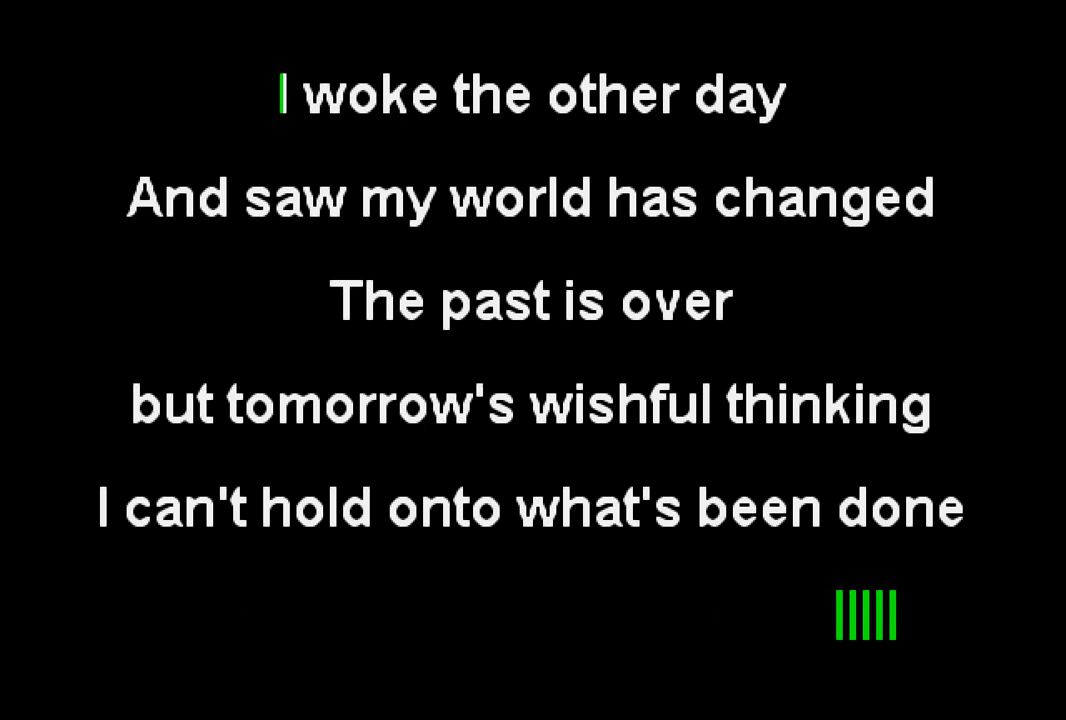 I woke the other day
And saw my world has changed
The past is over
but tomorrow's wishful thinking
I can't hold onto what's been done